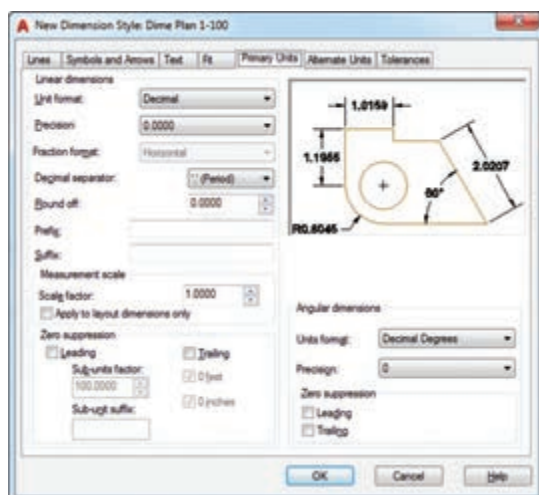 New Dimension Style: Dime Plan 1-100
Lines Symbols and Arrows Text Fit Primary Units Alternate Units Tolerances
Linear dimensions
Unit format: Decimal
Precision 0.0000
Fraction format: Horizontal
Decimal separator: '.' (Period)
Round off: 0.0000
Prefix:
Suffix:
Measurement scale
Scale factor: 1.0000
Apply to layout dimensions only
Zero suppression
Leading
Sub-units factor:
100.0000
Sub-unit suffix:
Trailing
0 feet
0 inches
1.0159
1.1955
2.0207
60°
R0.8045
Angular dimensions
Units format: Decimal Degrees
Precision: 0
Zero suppression
Leading
Trailing
OK Cancel Help